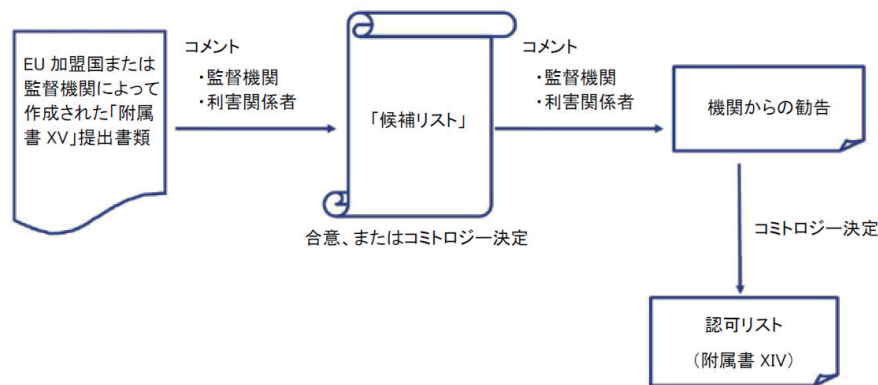 EU 加盟国または
監督機関によって
作成された「附属
書 XV」提出書類
コメント
・監督機関
・利害関係者
「候補リスト」
合意、またはコミトロジー決定
コメント
・監督機関
・利害関係者
機関からの勧告
コミトロジー決定
認可リスト
（附属書 XIV）